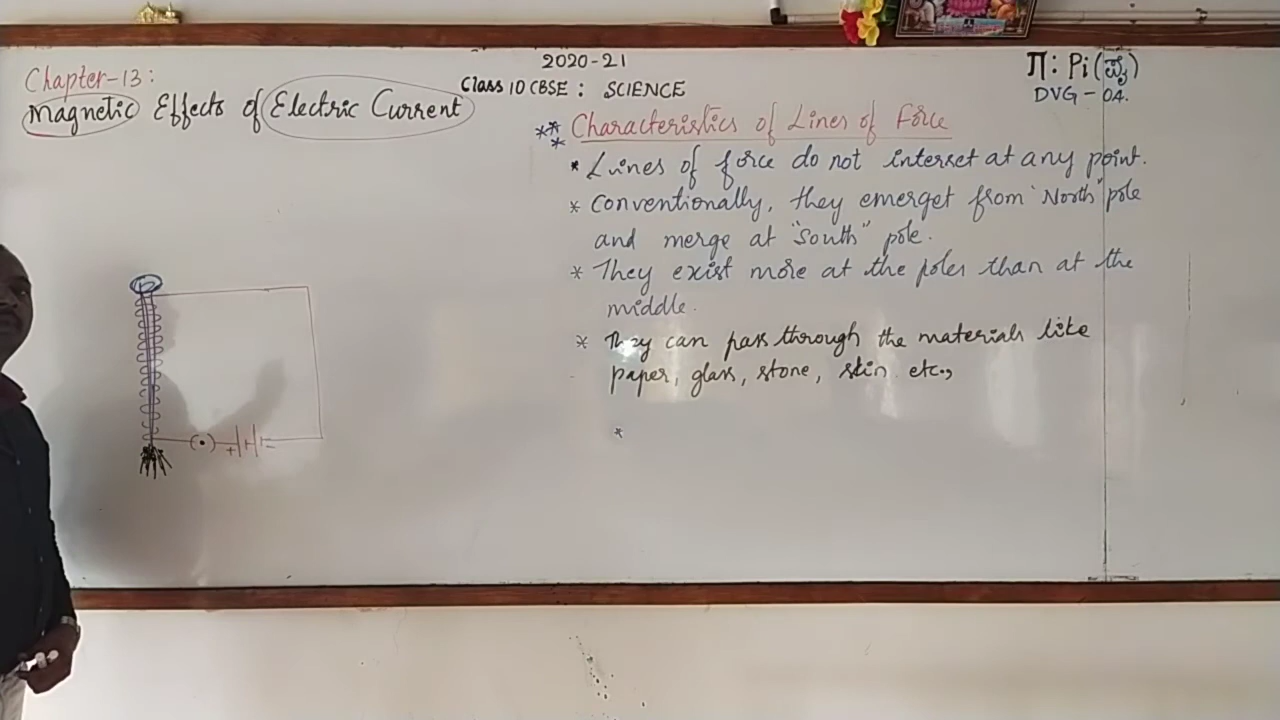 2020-21
Class 10 CBSE : SCIENCE
Π: Pi (ಪೈ)
DVG - 04.
Chapter-13:
Magnetic Effects of Electric Current
** Characteristics of Lines of Force
*
* Lines of force do not interset at any point.
* Conventionally, they emerget from "North" pole
and merge at "South" pole.
* They exist more at the poles than at the
middle.
* They can pass through the materials like
paper, glass, stone, skin etc.,
*